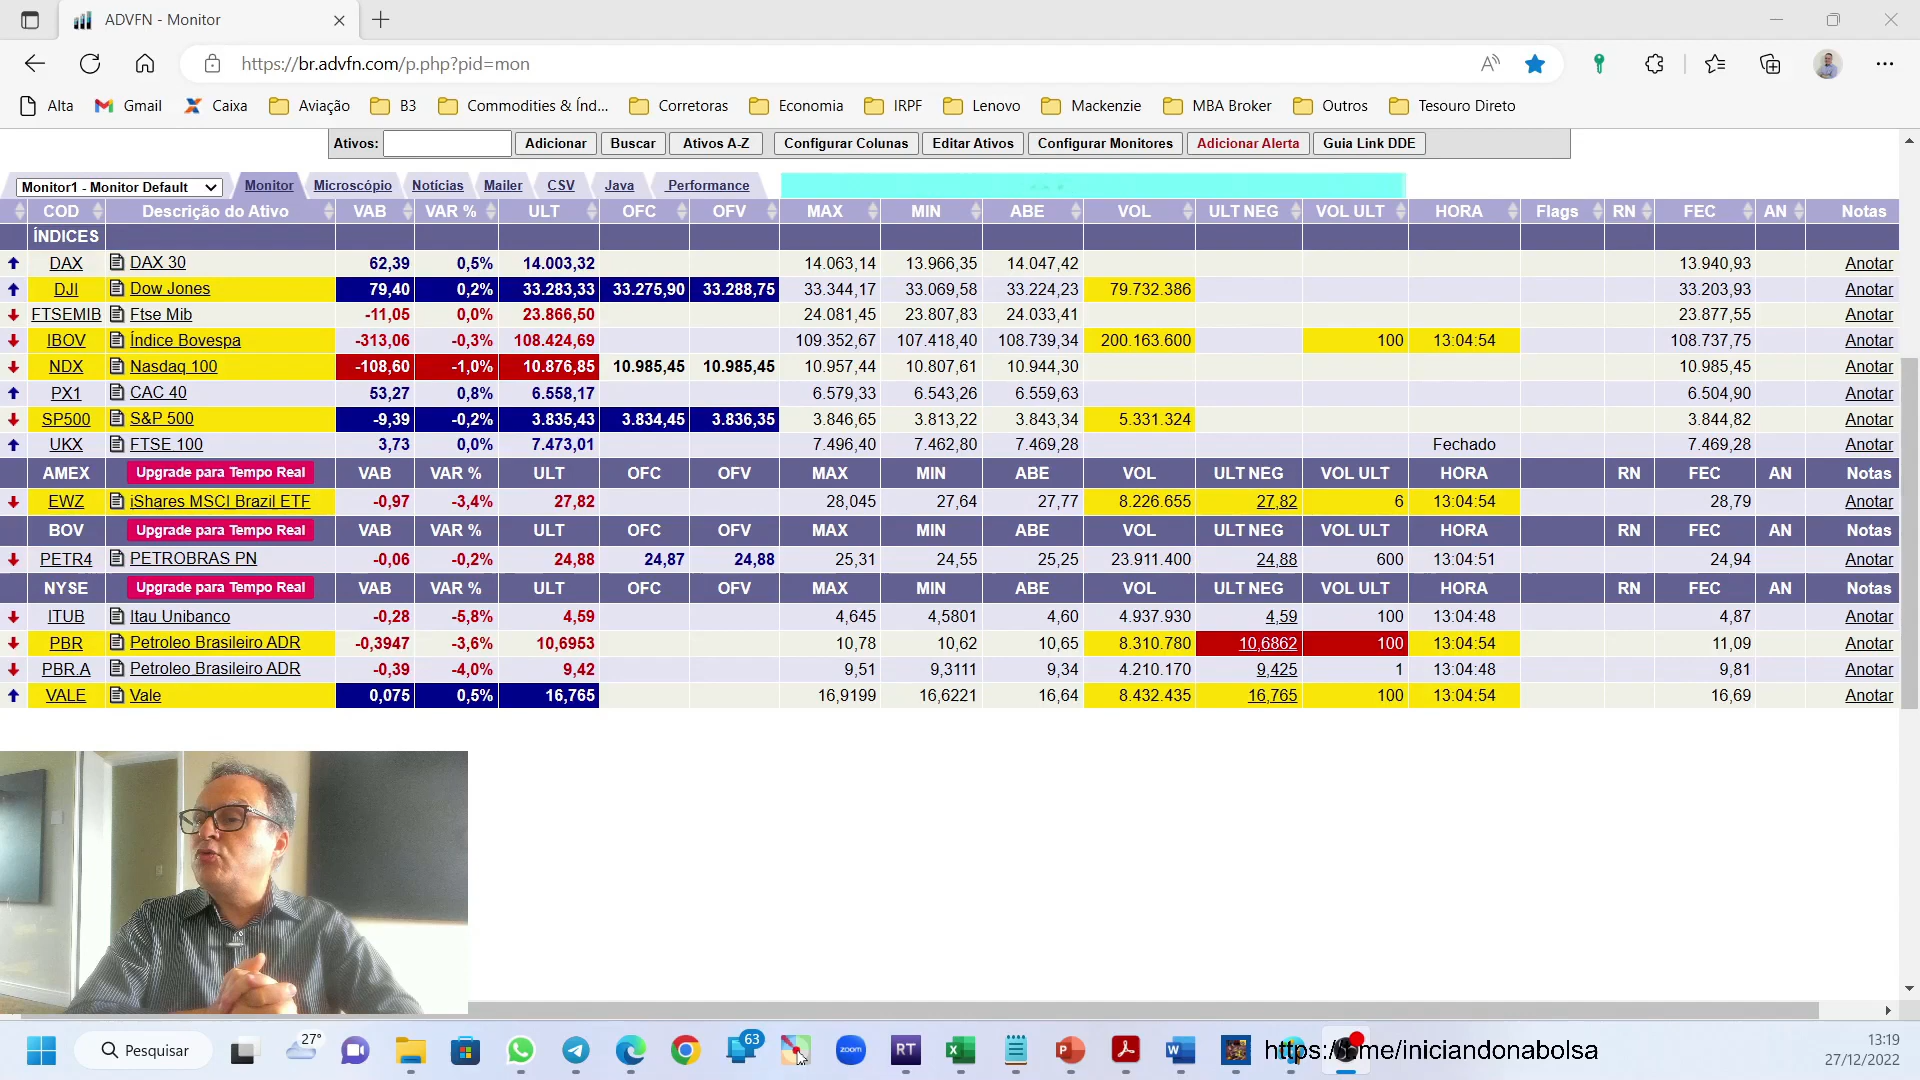 ADVFN - Monitor
https://br.advfn.com/p.php?pid=mon
Alta Gmail Caixa Aviação B3 Commodities & Índ... Corretoras Economia IRPF Lenovo Mackenzie MBA Broker Outros Tesouro Direto
Ativos: Adicionar Buscar Ativos A-Z Configurar Colunas Editar Ativos Configurar Monitores Adicionar Alerta Guia Link DDE
Monitor1 - Monitor Default Monitor Microscópio Notícias Mailer CSV Java Performance
COD Descrição do Ativo VAB VAR % ULT OFC OFV MAX MIN ABE VOL ULT NEG VOL ULT HORA Flags RN FEC AN Notas
ÍNDICES
DAX DAX 30 62,39 0,5% 14.003,32 14.063,14 13.966,35 14.047,42 13.940,93 Anotar
DJI Dow Jones 79,40 0,2% 33.283,33 33.275,90 33.288,75 33.344,17 33.069,58 33.224,23 79.732.386 33.203,93 Anotar
FTSEMIB Ftse Mib -11,05 0,0% 23.866,50 24.081,45 23.807,83 24.033,41 23.877,55 Anotar
IBOV Índice Bovespa -313,06 -0,3% 108.424,69 109.352,67 107.418,40 108.739,34 200.163.600 100 13:04:54 108.737,75 Anotar
NDX Nasdaq 100 -108,60 -1,0% 10.876,85 10.985,45 10.985,45 10.957,44 10.807,61 10.944,30 10.985,45 Anotar
PX1 CAC 40 53,27 0,8% 6.558,17 6.579,33 6.543,26 6.559,63 6.504,90 Anotar
SP500 S&P 500 -9,39 -0,2% 3.835,43 3.834,45 3.836,35 3.846,65 3.813,22 3.843,34 5.331.324 3.844,82 Anotar
UKX FTSE 100 3,73 0,0% 7.473,01 7.496,40 7.462,80 7.469,28 Fechado 7.469,28 Anotar
AMEX Upgrade para Tempo Real VAB VAR % ULT OFC OFV MAX MIN ABE VOL ULT NEG VOL ULT HORA RN FEC AN Notas
EWZ iShares MSCI Brazil ETF -0,97 -3,4% 27,82 28,045 27,64 27,77 8.226.655 27,82 6 13:04:54 28,79 Anotar
BOV Upgrade para Tempo Real VAB VAR % ULT OFC OFV MAX MIN ABE VOL ULT NEG VOL ULT HORA RN FEC AN Notas
PETR4 PETROBRAS PN -0,06 -0,2% 24,88 24,87 24,88 25,31 24,55 25,25 23.911.400 24,88 600 13:04:51 24,94 Anotar
NYSE Upgrade para Tempo Real VAB VAR % ULT OFC OFV MAX MIN ABE VOL ULT NEG VOL ULT HORA RN FEC AN Notas
ITUB Itau Unibanco -0,28 -5,8% 4,59 4,645 4,5801 4,60 4.937.930 4,59 100 13:04:48 4,87 Anotar
PBR Petroleo Brasileiro ADR -0,3947 -3,6% 10,6953 10,78 10,62 10,65 8.310.780 10,6862 100 13:04:54 11,09 Anotar
PBR.A Petroleo Brasileiro ADR -0,39 -4,0% 9,42 9,51 9,3111 9,34 4.210.170 9,425 1 13:04:48 9,81 Anotar
VALE Vale 0,075 0,5% 16,765 16,9199 16,6221 16,64 8.432.435 16,765 100 13:04:54 16,69 Anotar
Pesquisar 27° 63 zoom RT 13:19
27/12/2022